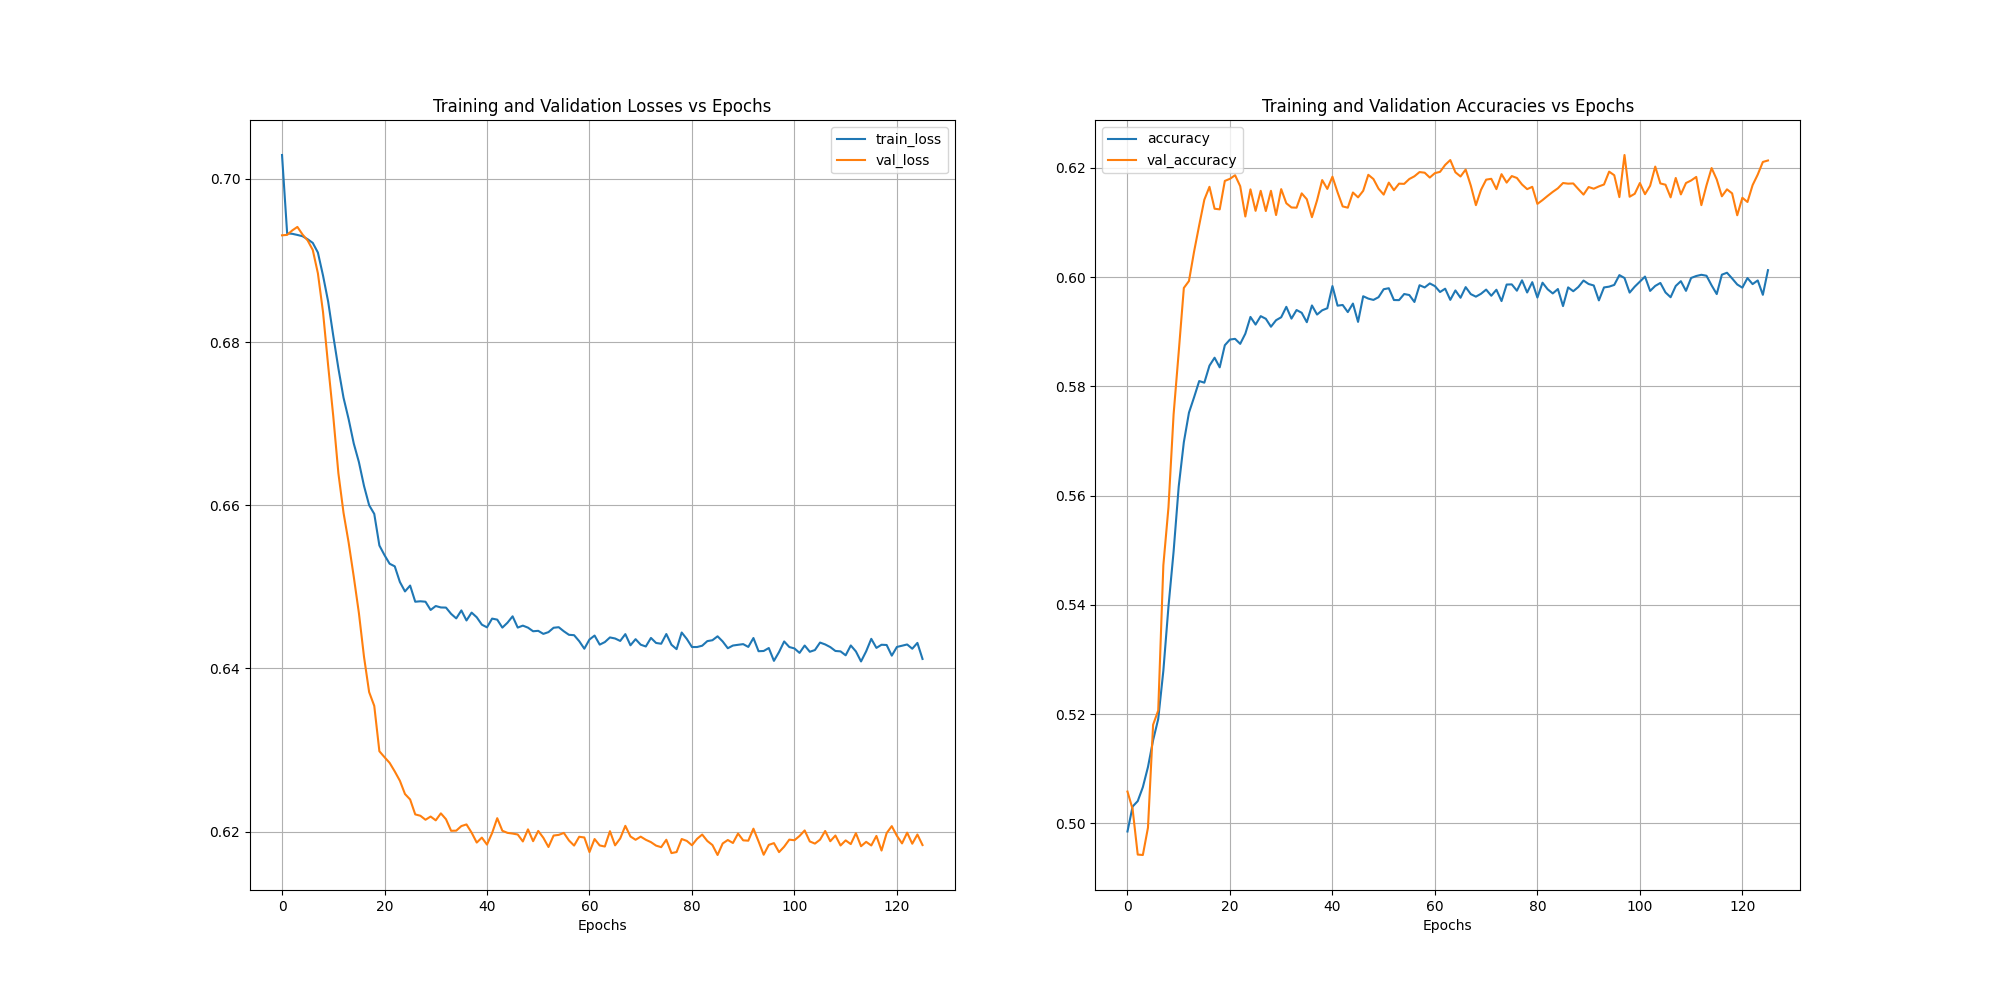 Training and Validation Losses vs Epochs
train_loss
val_loss
0.70
0.68
0.66
0.64
0.62
0 20 40 60 80 100 120
Epochs
Training and Validation Accuracies vs Epochs
accuracy
val_accuracy
0.62
0.60
0.58
0.56
0.54
0.52
0.50
0 20 40 60 80 100 120
Epochs